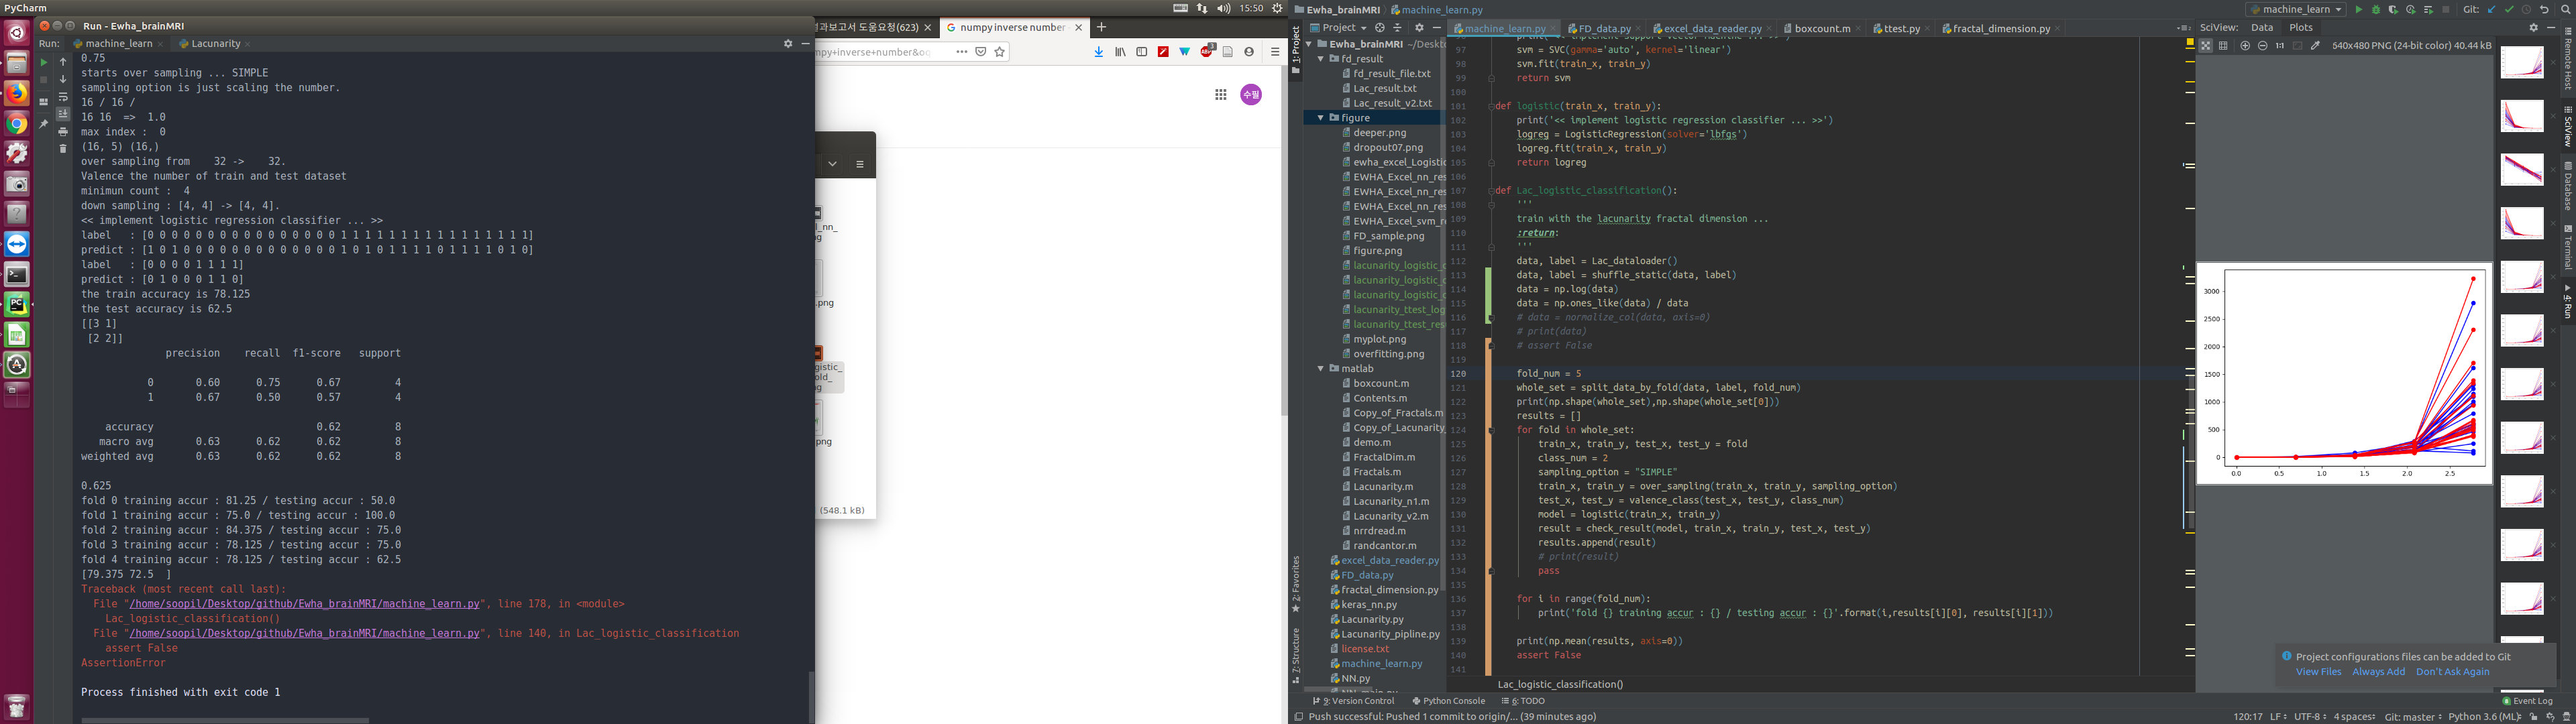 PyCharm
15:50
Run - Ewha_brainMRI
Run: machine_learn × Lacunarity ×
0.75
starts over sampling ... SIMPLE
sampling option is just scaling the number.
16 / 16 /
16 16  =>  1.0
max index :  0
(16, 5) (16,)
over sampling from    32 ->    32.
Valence the number of train and test dataset
minimun count :  4
down sampling : [4, 4] -> [4, 4].
<< implement logistic regression classifier ... >>
label   : [0 0 0 0 0 0 0 0 0 0 0 0 0 0 0 0 1 1 1 1 1 1 1 1 1 1 1 1 1 1 1 1]
predict : [1 0 1 0 0 0 0 0 0 0 0 0 0 0 0 0 1 0 1 0 1 1 1 1 0 1 1 1 1 0 1 0]
label   : [0 0 0 0 1 1 1 1]
predict : [0 1 0 0 0 1 1 0]
the train accuracy is 78.125
the test accuracy is 62.5
[[3 1]
 [2 2]]
precision recall f1-score support
0 0.60 0.75 0.67 4
1 0.67 0.50 0.57 4
accuracy 0.62 8
macro avg 0.63 0.62 0.62 8
weighted avg 0.63 0.62 0.62 8
0.625
fold 0 training accur : 81.25 / testing accur : 50.0
fold 1 training accur : 75.0 / testing accur : 100.0
fold 2 training accur : 84.375 / testing accur : 75.0
fold 3 training accur : 78.125 / testing accur : 75.0
fold 4 training accur : 78.125 / testing accur : 62.5
[79.375 72.5  ]
Traceback (most recent call last):
File "/home/soopil/Desktop/github/Ewha_brainMRI/machine_learn.py", line 178, in <module>
Lac_logistic_classification()
File "/home/soopil/Desktop/github/Ewha_brainMRI/machine_learn.py", line 140, in Lac_logistic_classification
assert False
AssertionError
Process finished with exit code 1
결과보고서 도움요청(623) ×
numpy inverse number ×
mpy+inverse+number&oq
수필
_nn_
.png
gistic_
old_
(548.1 kB)
Ewha_brainMRI machine_learn.py
machine_learn
Git:
Project
machine_learn.py × FD_data.py × excel_data_reader.py × boxcount.m × ttest.py × fractal_dimension.py ×
1: Project
2: Favorites
7: Structure
Ewha_brainMRI ~/Deskto
fd_result
fd_result_file.txt
Lac_result.txt
Lac_result_v2.txt
figure
deeper.png
dropout07.png
ewha_excel_Logistic
EWHA_Excel_nn_res
EWHA_Excel_nn_res
EWHA_Excel_nn_res
EWHA_Excel_svm_re
FD_sample.png
figure.png
lacunarity_logistic_c
lacunarity_logistic_c
lacunarity_logistic_c
lacunarity_ttest_log
lacunarity_ttest_res
myplot.png
overfitting.png
matlab
boxcount.m
Contents.m
Copy_of_Fractals.m
Copy_of_Lacunarity_
demo.m
FractalDim.m
Fractals.m
Lacunarity.m
Lacunarity_n1.m
Lacunarity_v2.m
nrrdread.m
randcantor.m
excel_data_reader.py
FD_data.py
fractal_dimension.py
keras_nn.py
Lacunarity.py
Lacunarity_pipline.py
license.txt
machine_learn.py
NN.py
97 svm = SVC(gamma='auto', kernel='linear')
98 svm.fit(train_x, train_y)
99 return svm
100
101 def logistic(train_x, train_y):
102 print('<< implement logistic regression classifier ... >>')
103 logreg = LogisticRegression(solver='lbfgs')
104 logreg.fit(train_x, train_y)
105 return logreg
106
107 def Lac_logistic_classification():
108 '''
109 train with the lacunarity fractal dimension ...
110 :return:
111 '''
112 data, label = Lac_dataloader()
113 data, label = shuffle_static(data, label)
114 data = np.log(data)
115 data = np.ones_like(data) / data
116 # data = normalize_col(data, axis=0)
117 # print(data)
118 # assert False
119
120 fold_num = 5
121 whole_set = split_data_by_fold(data, label, fold_num)
122 print(np.shape(whole_set),np.shape(whole_set[0]))
123 results = []
124 for fold in whole_set:
125 train_x, train_y, test_x, test_y = fold
126 class_num = 2
127 sampling_option = "SIMPLE"
128 train_x, train_y = over_sampling(train_x, train_y, sampling_option)
129 test_x, test_y = valence_class(test_x, test_y, class_num)
130 model = logistic(train_x, train_y)
131 result = check_result(model, train_x, train_y, test_x, test_y)
132 results.append(result)
133 # print(result)
134 pass
135
136 for i in range(fold_num):
137 print('fold {} training accur : {} / testing accur : {}'.format(i,results[i][0], results[i][1]))
138
139 print(np.mean(results, axis=0))
140 assert False
141
Lac_logistic_classification()
SciView: Data Plots
1:1
640x480 PNG (24-bit color) 40.44 kB
3000
2500
2000
1500
1000
500
0
0.0 0.5 1.0 1.5 2.0 2.5
Remote Host
SciView
Database
Terminal
4: Run
Project configurations files can be added to Git
View Files Always Add Don't Ask Again
9: Version Control Python Console 6: TODO
Event Log
Push successful: Pushed 1 commit to origin/... (39 minutes ago)
120:17 LF UTF-8 4 spaces Git: master Python 3.6 (ML)